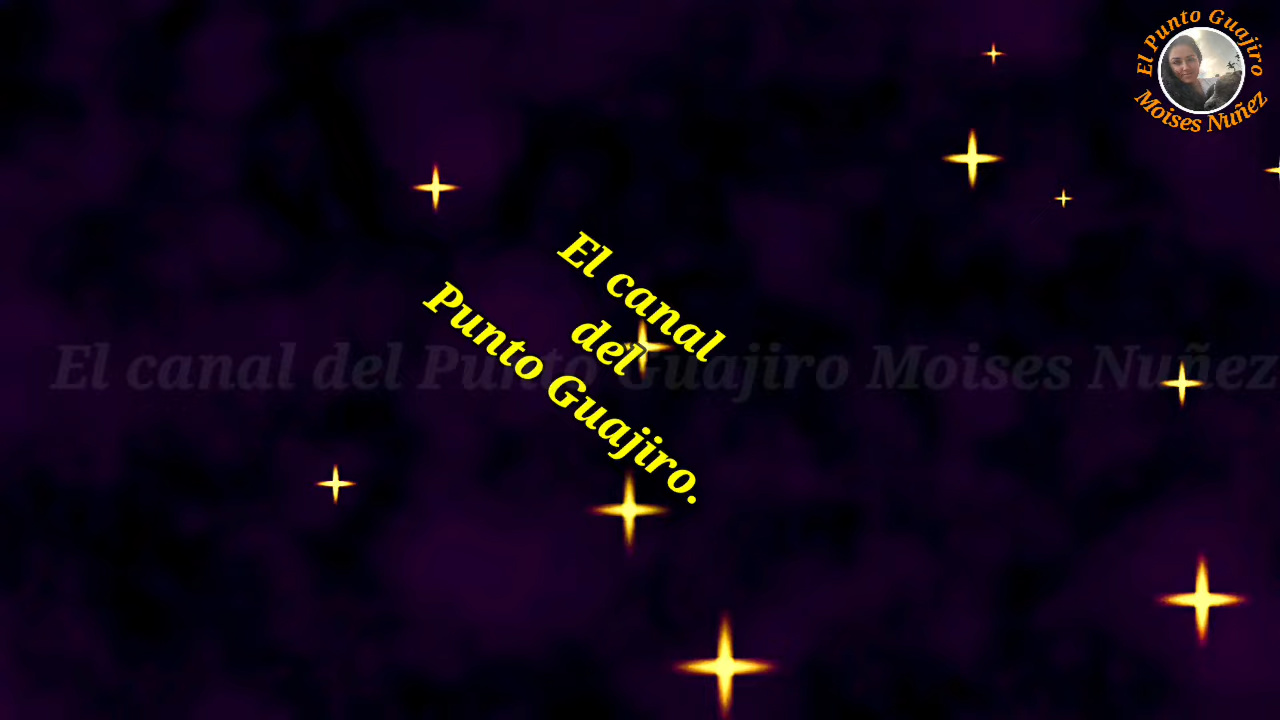 El Punto Guajiro
Moises Nuñez
El canal
del
Punto Guajiro.
El canal del Punto Guajiro Moises Nuñez